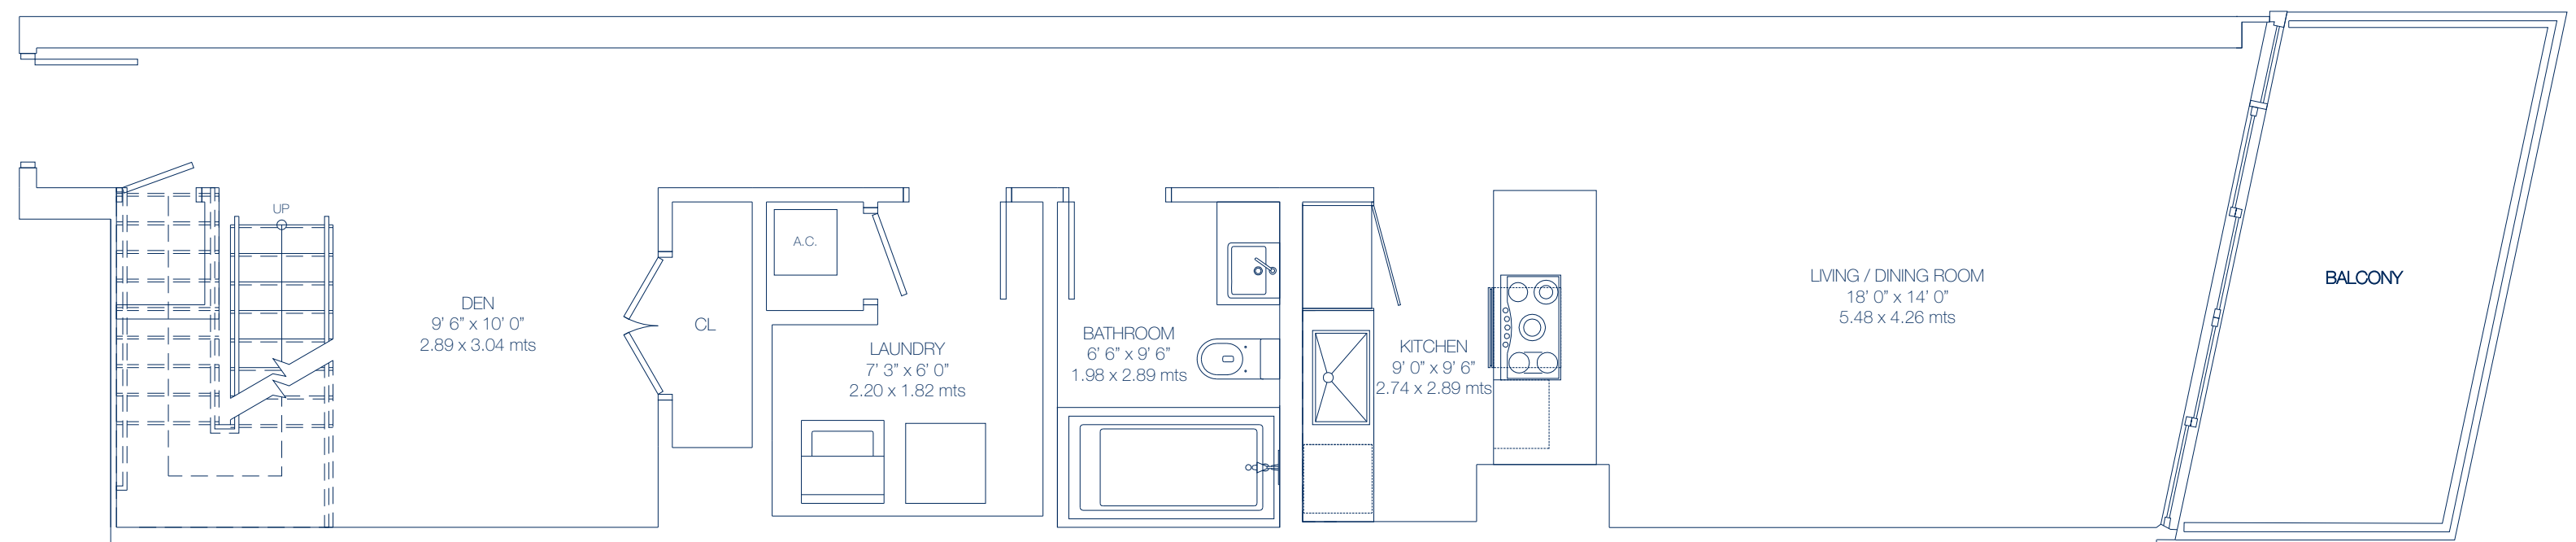 UP
DEN
9' 6" x 10' 0"
2.89 x 3.04 mts
CL
A.C.
LAUNDRY
7' 3" x 6' 0"
2.20 x 1.82 mts
BATHROOM
6' 6" x 9' 6"
1.98 x 2.89 mts
KITCHEN
9' 0" x 9' 6"
2.74 x 2.89 mts
LIVING / DINING ROOM
18' 0" x 14' 0"
5.48 x 4.26 mts
BALCONY